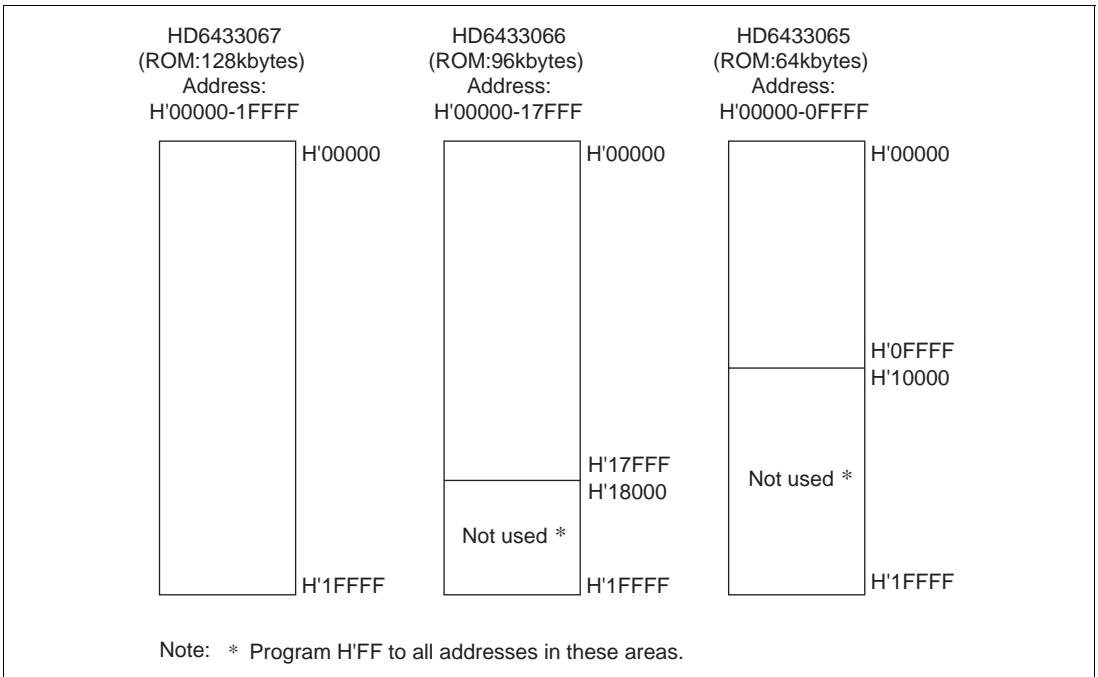 HD6433067
(ROM:128kbytes)
Address:
H'00000-1FFFF
H'00000
H'1FFFF
HD6433066
(ROM:96kbytes)
Address:
H'00000-17FFF
H'00000
H'17FFF
H'18000
Not used *
H'1FFFF
HD6433065
(ROM:64kbytes)
Address:
H'00000-0FFFF
H'00000
H'0FFFF
H'10000
Not used *
H'1FFFF
Note: * Program H'FF to all addresses in these areas.